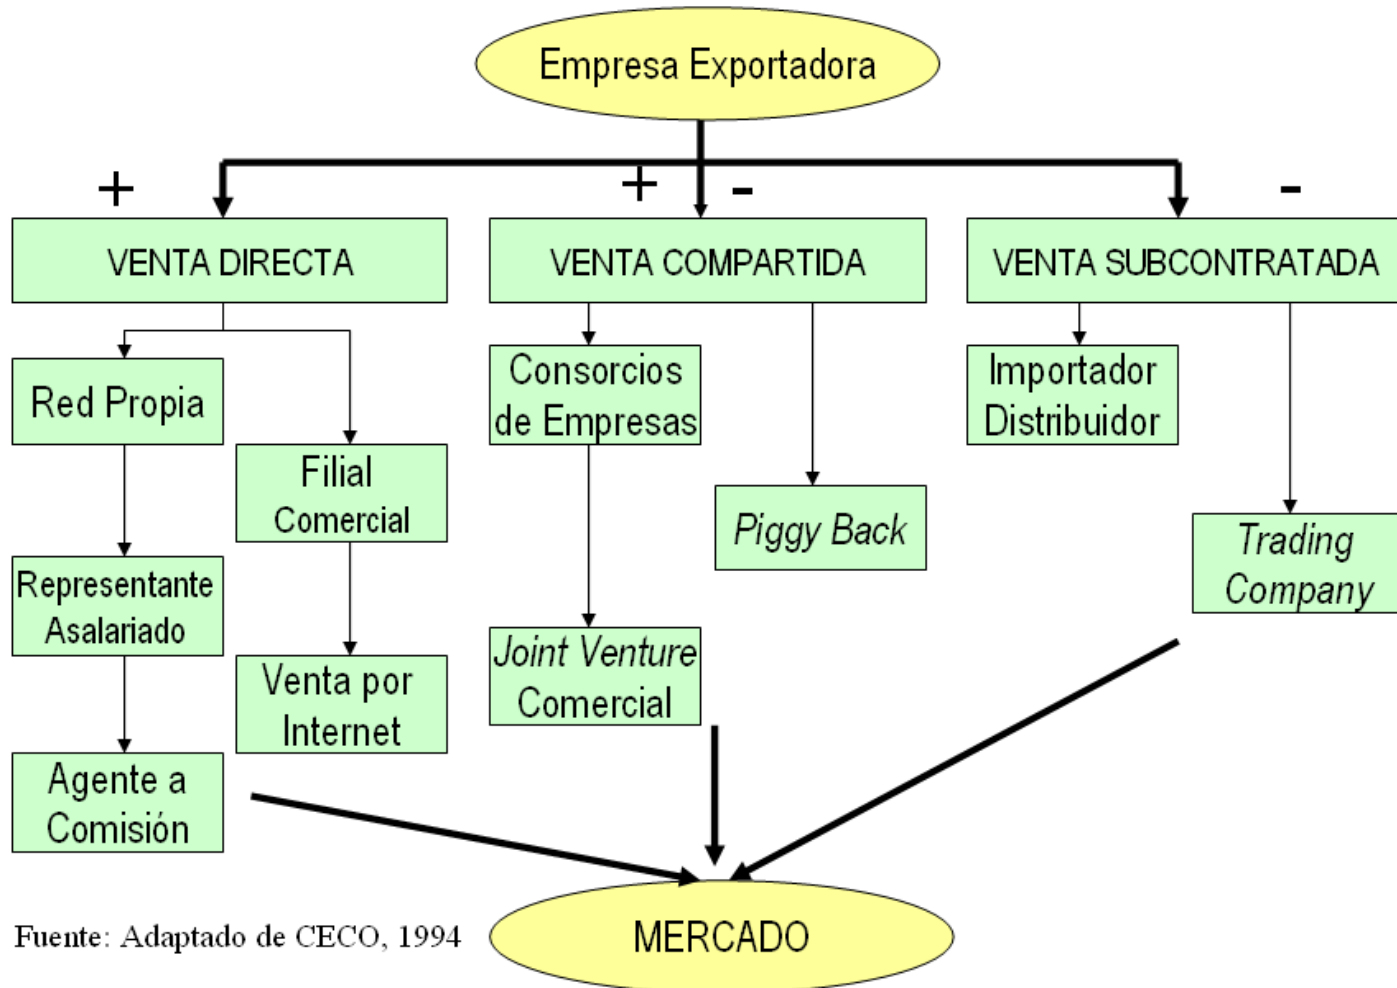 Empresa Exportadora
+
+ -
-
VENTA DIRECTA
VENTA COMPARTIDA
VENTA SUBCONTRATADA
Red Propia
Filial
Comercial
Representante
Asalariado
Venta por
Internet
Agente a
Comisión
Consorcios
de Empresas
Piggy Back
Joint Venture
Comercial
Importador
Distribuidor
Trading
Company
MERCADO
Fuente: Adaptado de CECO, 1994